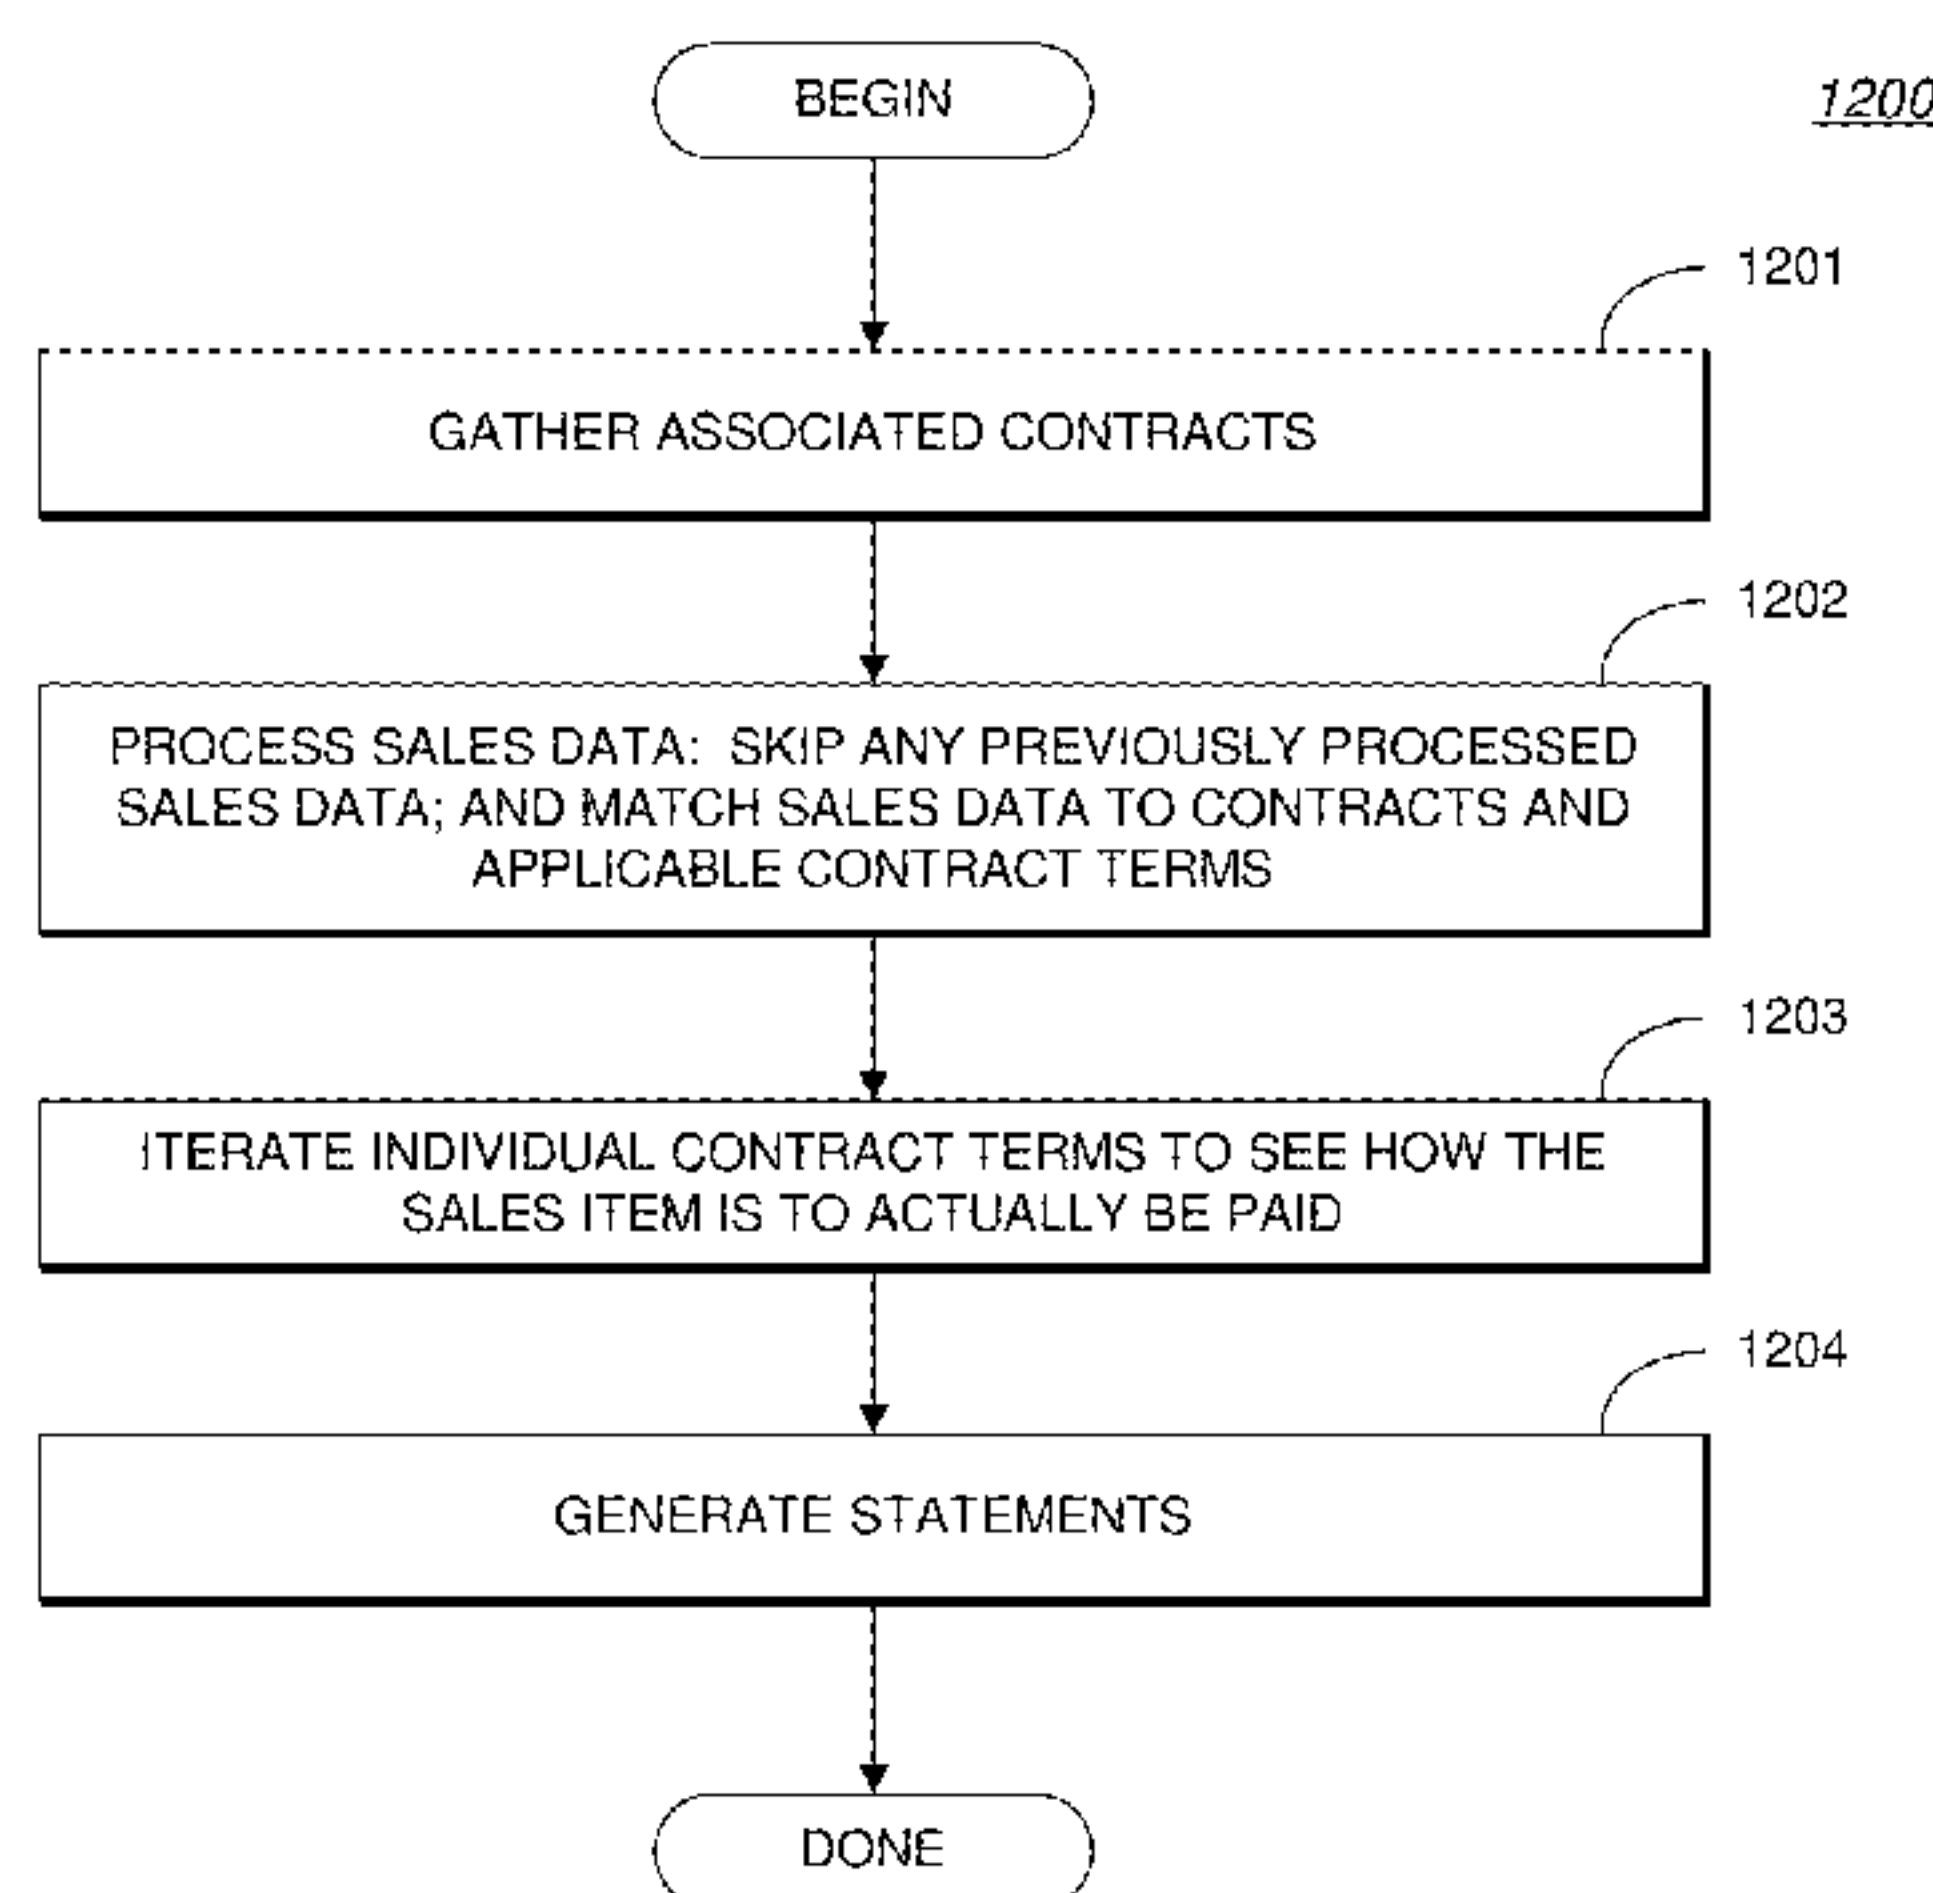 BEGIN
1200
1201
GATHER ASSOCIATED CONTRACTS
1202
PROCESS SALES DATA: SKIP ANY PREVIOUSLY PROCESSED
SALES DATA; AND MATCH SALES DATA TO CONTRACTS AND
APPLICABLE CONTRACT TERMS
1203
ITERATE INDIVIDUAL CONTRACT TERMS TO SEE HOW THE
SALES ITEM IS TO ACTUALLY BE PAID
1204
GENERATE STATEMENTS
DONE